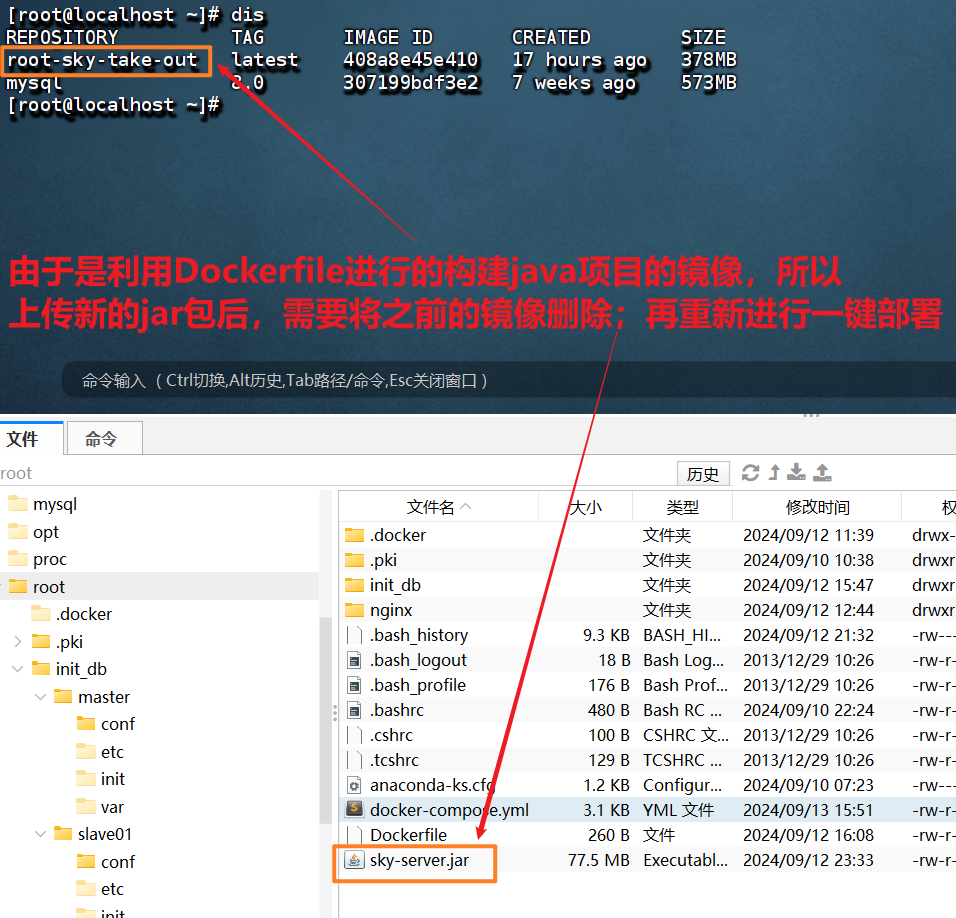 [root@localhost ~]# dis
REPOSITORY TAG IMAGE ID CREATED SIZE
root-sky-take-out latest 408a8e45e410 17 hours ago 378MB
mysql 8.0 307199bdf3e2 7 weeks ago 573MB
[root@localhost ~]#
由于是利用Dockerfile进行的构建java项目的镜像，所以
上传新的jar包后，需要将之前的镜像删除；再重新进行一键部署
命令输入 （Ctrl切换,Alt历史,Tab路径/命令,Esc关闭窗口）
文件 命令
root 历史
mysql
opt
proc
root
.docker
.pki
init_db
master
conf
etc
init
var
slave01
conf
etc
init
文件名 大小 类型 修改时间 权
.docker 文件夹 2024/09/12 11:39 drwx-
.pki 文件夹 2024/09/10 10:38 drwxr
init_db 文件夹 2024/09/12 15:47 drwxr
nginx 文件夹 2024/09/12 12:44 drwxr
.bash_history 9.3 KB BASH_HI... 2024/09/12 21:32 -rw---
.bash_logout 18 B Bash Log... 2013/12/29 10:26 -rw-r-
.bash_profile 176 B Bash Prof... 2013/12/29 10:26 -rw-r-
.bashrc 480 B Bash RC ... 2024/09/10 22:24 -rw-r-
.cshrc 100 B CSHRC 文... 2013/12/29 10:26 -rw-r-
.tcshrc 129 B TCSHRC ... 2013/12/29 10:26 -rw-r-
anaconda-ks.cfg 1.2 KB Configur... 2024/09/10 07:23 -rw---
docker-compose.yml 3.1 KB YML 文件 2024/09/13 15:51 -rw-r-
Dockerfile 260 B 文件 2024/09/12 16:08 -rw-r-
sky-server.jar 77.5 MB Executabl... 2024/09/12 23:33 -rw-r-